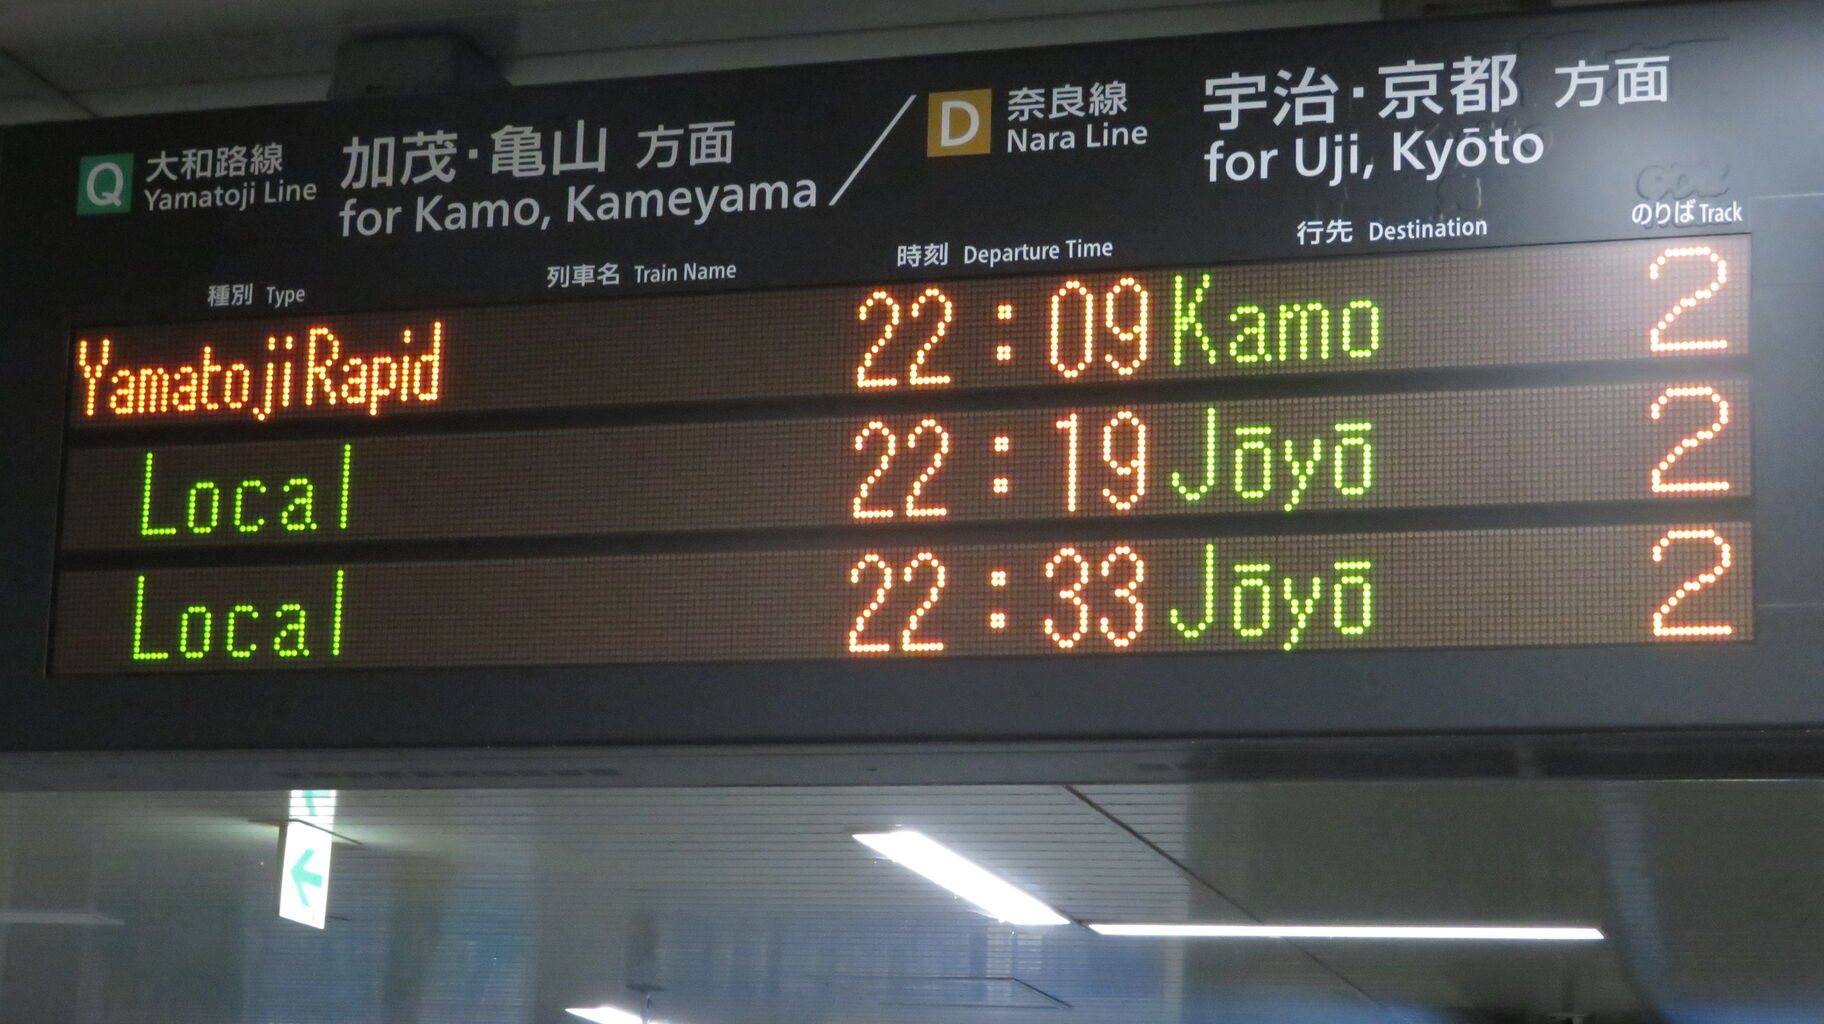 Q 大和路線 加茂・亀山 方面 / D 奈良線 宇治・京都 方面
Yamatoji Line for Kamo, Kameyama Nara Line for Uji, Kyōto
種別 Type 列車名 Train Name 時刻 Departure Time 行先 Destination のりば Track
Yamatoji Rapid 22:09 Kamo 2
Local 22:19 Jōyō 2
Local 22:33 Jōyō 2